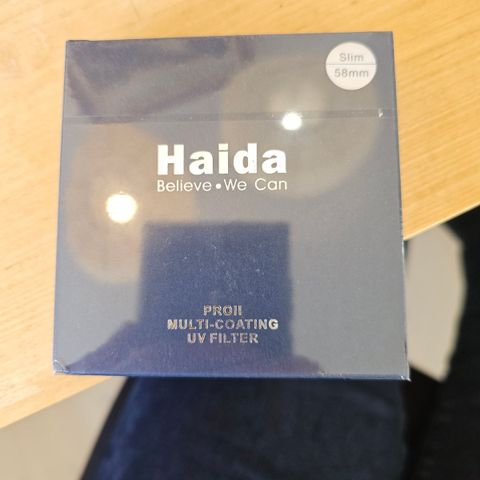 Slim
58mm
Haida
Believe • We Can
PROII
MULTI-COATING
UV FILTER